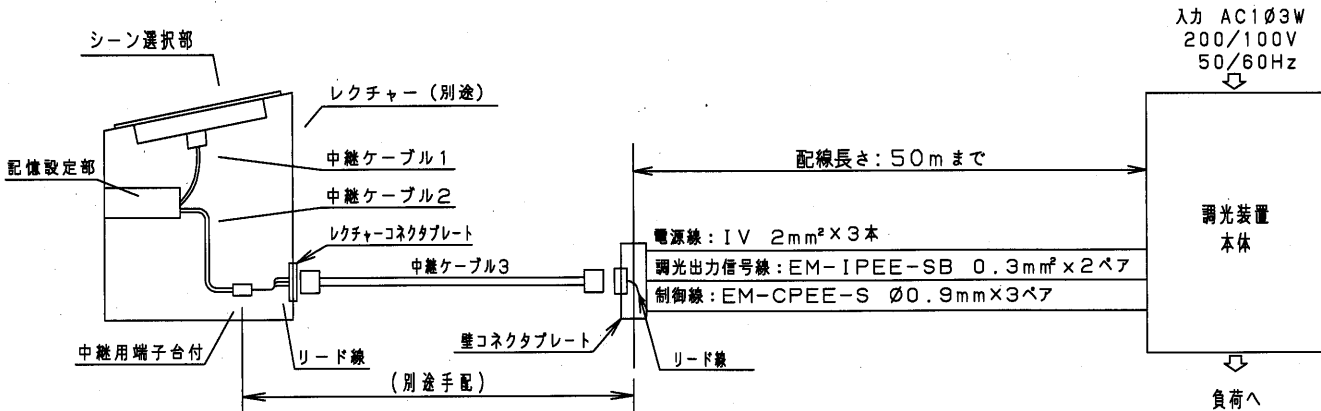 入力 AC1Ø3W
200/100V
50/60Hz
シーン選択部
レクチャー(別途)
中継ケーブル1
記憶設定部
中継ケーブル2
レクチャーコネクタプレート
中継ケーブル3
配線長さ:50mまで
電源線:IV 2mm²×3本
調光出力信号線:EM-IPEE-SB 0.3mm²×2ペア
制御線:EM-CPEE-S Ø0.9mm×3ペア
調光装置
本体
中継用端子台付
リード線
壁コネクタプレート
リード線
(別途手配)
負荷へ